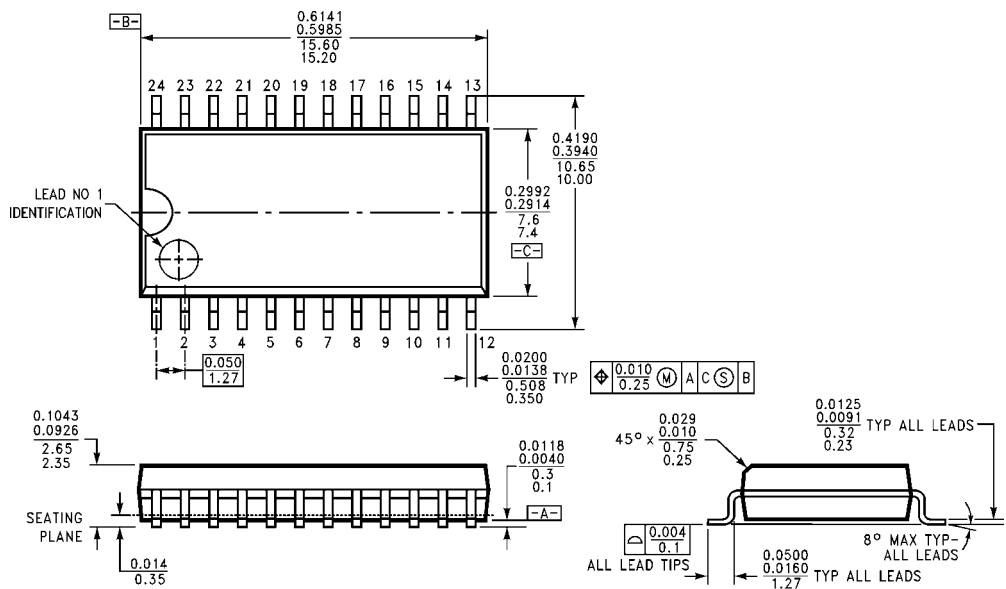 -B-
0.6141
0.5985
15.60
15.20
24 23 22 21 20 19 18 17 16 15 14 13
0.4190
0.3940
10.65
10.00
LEAD NO 1
IDENTIFICATION
0.2992
0.2914
7.6
7.4
-C-
1 2 3 4 5 6 7 8 9 10 11 12
0.050
1.27
0.0200
0.0138
0.508
0.350
TYP
0.010
0.25
M A C S B
0.1043
0.0926
2.65
2.35
0.0118
0.0040
0.3
0.1
-A-
SEATING
PLANE
0.014
0.35
45° x
0.029
0.010
0.75
0.25
0.0125
0.0091
0.32
0.23
TYP ALL LEADS
0.004
0.1
ALL LEAD TIPS
8° MAX TYP-
ALL LEADS
0.0500
0.0160
1.27
TYP ALL LEADS